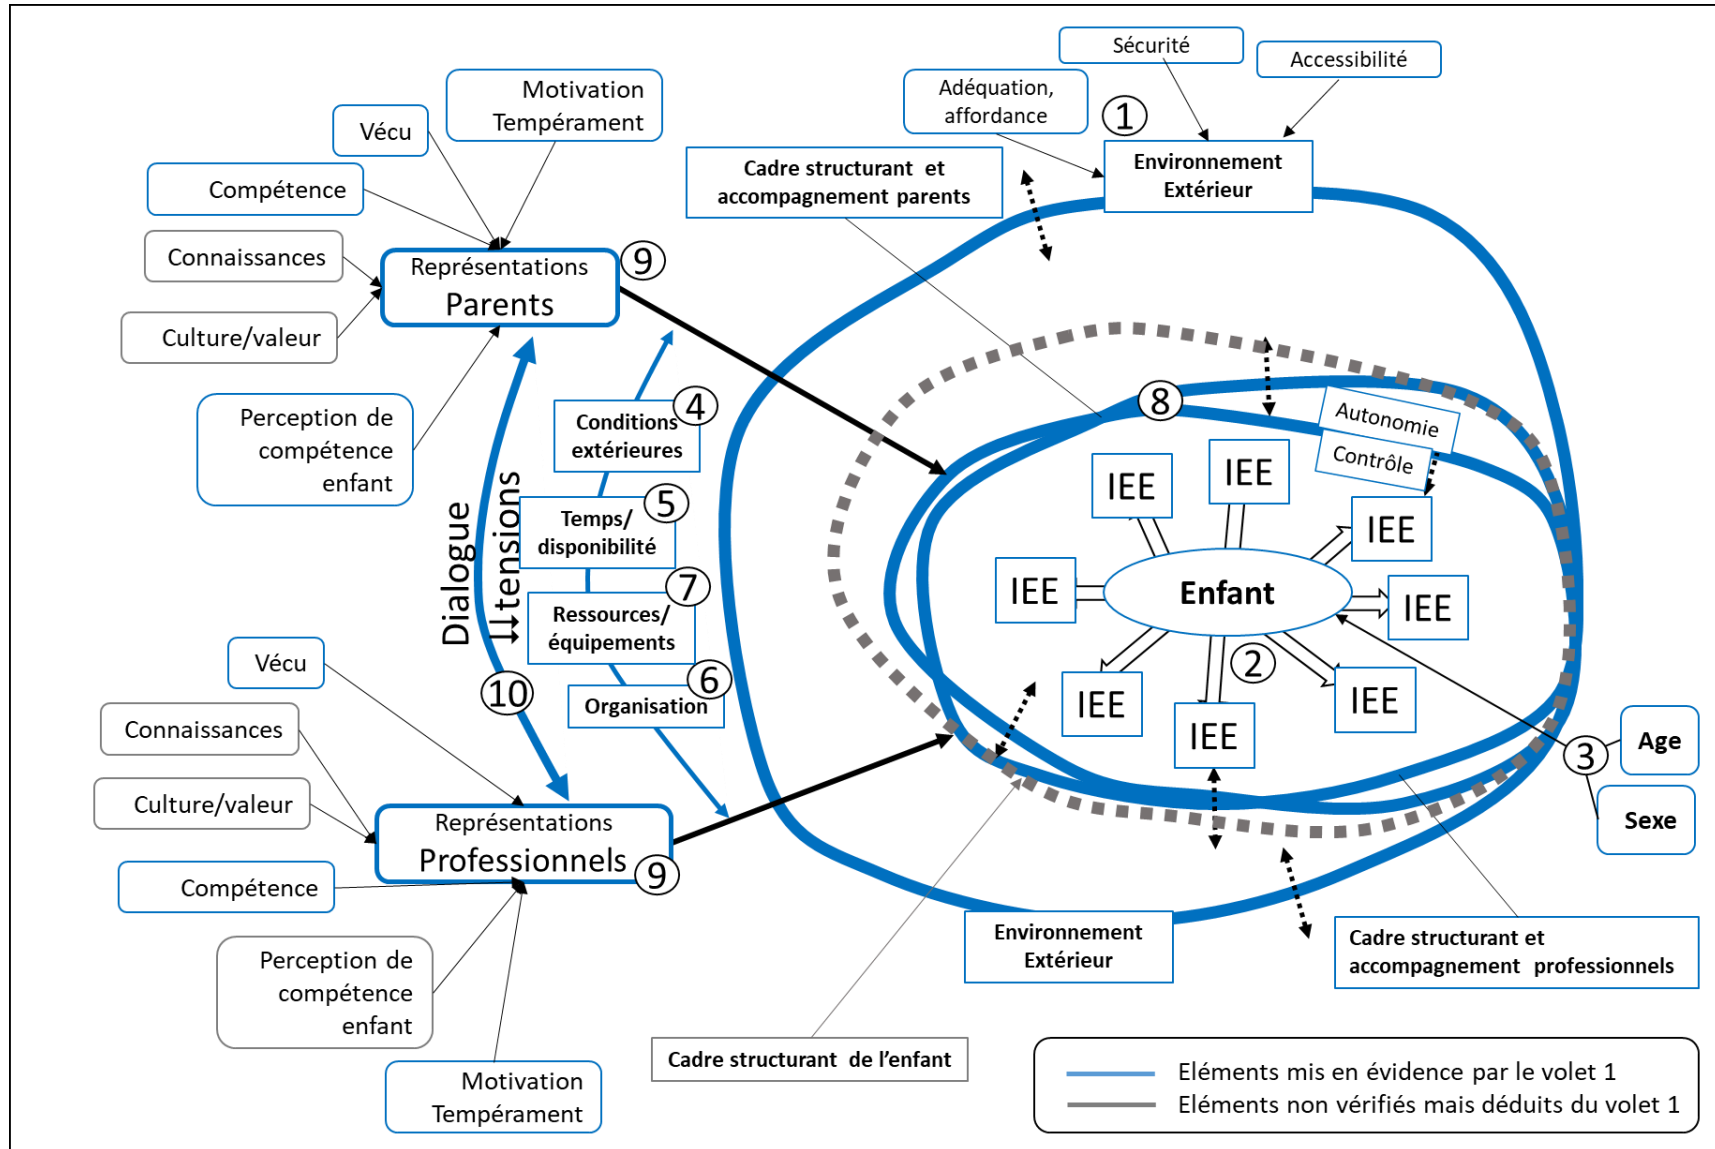 Sécurité
Accessibilité
Adéquation,
affordance
1
Environnement
Extérieur
Motivation
Tempérament
Vécu
Compétence
Connaissances
Culture/valeur
Perception de
compétence
enfant
Représentations
Parents
9
Cadre structurant et
accompagnement parents
4
Conditions
extérieures
5
Temps/
disponibilité
7
Ressources/
équipements
6
Organisation
Dialogue
tensions
10
8
Autonomie
Contrôle
IEE
IEE
IEE
IEE
IEE
IEE
IEE
IEE
Enfant
2
3
Age
Sexe
Vécu
Connaissances
Culture/valeur
Compétence
Perception de
compétence
enfant
Motivation
Tempérament
Représentations
Professionnels
9
Environnement
Extérieur
Cadre structurant et
accompagnement professionnels
Cadre structurant de l’enfant
Eléments mis en évidence par le volet 1
Eléments non vérifiés mais déduits du volet 1